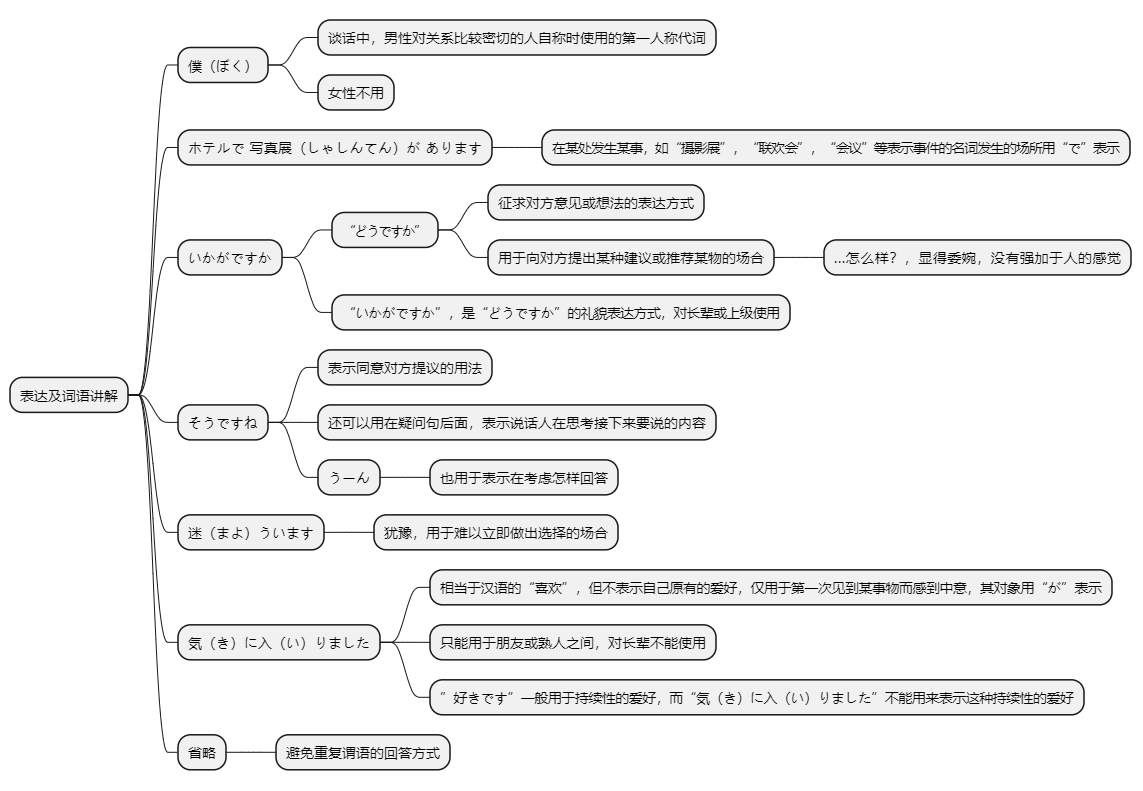 表达及词语讲解
僕（ぼく）
谈话中，男性对关系比较密切的人自称时使用的第一人称代词
女性不用
ホテルで 写真展（しゃしんてん）が あります
在某处发生某事，如“摄影展”，“联欢会”，“会议”等表示事件的名词发生的场所用“で”表示
いかがですか
“どうですか”
征求对方意见或想法的表达方式
用于向对方提出某种建议或推荐某物的场合
...怎么样？，显得委婉，没有强加于人的感觉
“いかがですか”，是“どうですか”的礼貌表达方式，对长辈或上级使用
そうですね
表示同意对方提议的用法
还可以用在疑问句后面，表示说话人在思考接下来要说的内容
うーん
也用于表示在考虑怎样回答
迷（まよ）ういます
犹豫，用于难以立即做出选择的场合
気（き）に入（い）りました
相当于汉语的“喜欢”，但不表示自己原有的爱好，仅用于第一次见到某事物而感到中意，其对象用“が”表示
只能用于朋友或熟人之间，对长辈不能使用
”好きです”一般用于持续性的爱好，而“気（き）に入（い）りました”不能用来表示这种持续性的爱好
省略
避免重复谓语的回答方式